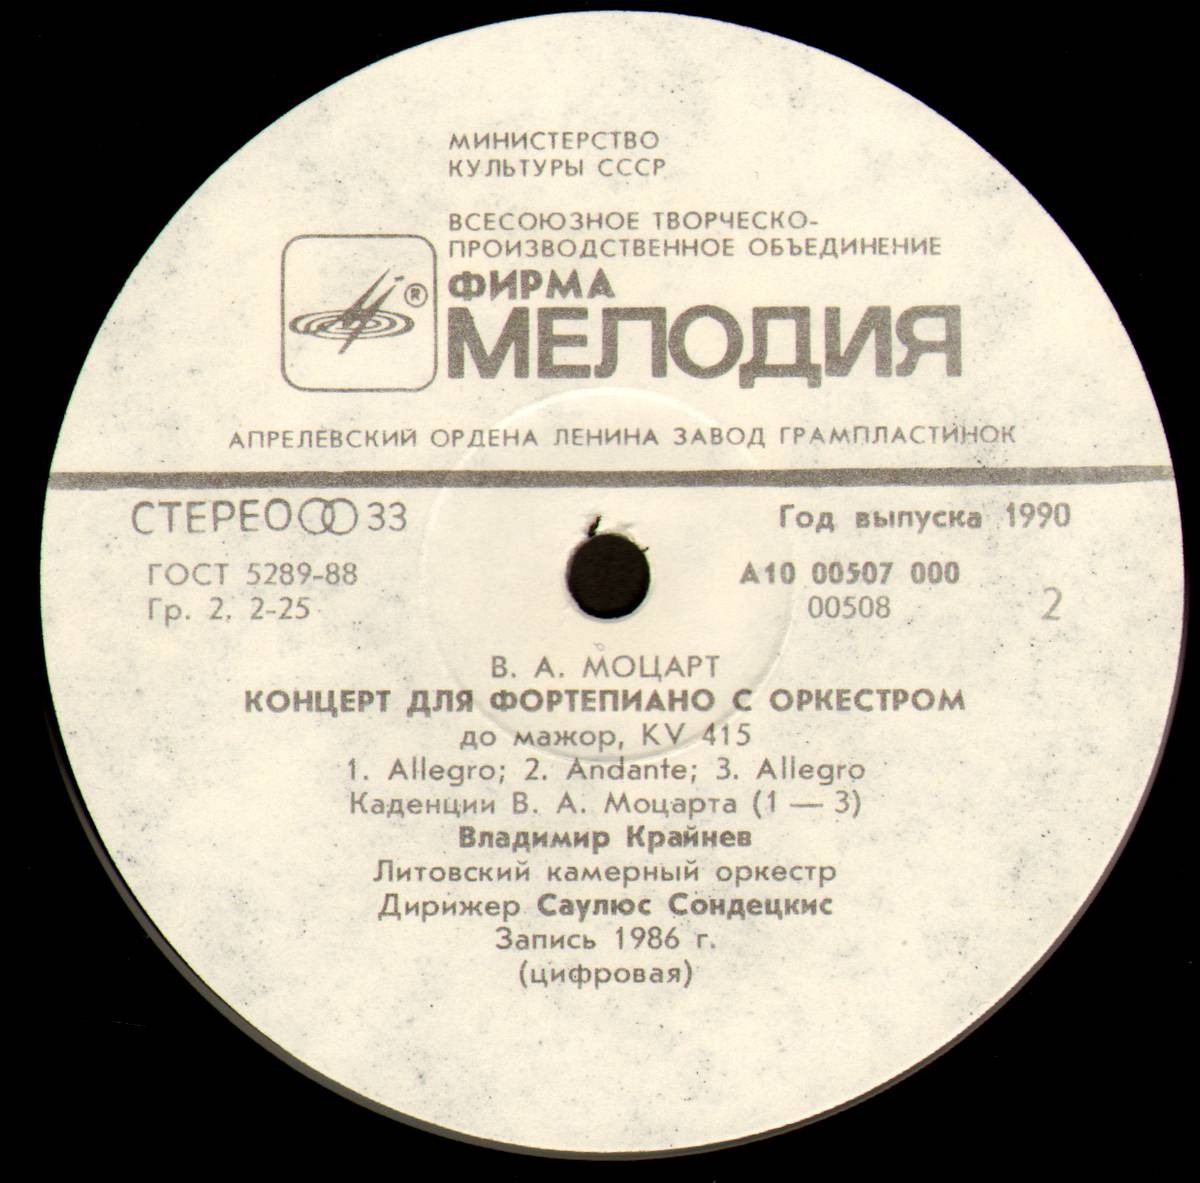 МИНИСТЕРСТВО
КУЛЬТУРЫ СССР
ВСЕСОЮЗНОЕ ТВОРЧЕСКО-
ПРОИЗВОДСТВЕННОЕ ОБЪЕДИНЕНИЕ
®
ФИРМА
МЕЛОДИЯ
АПРЕЛЕВСКИЙ ОРДЕНА ЛЕНИНА ЗАВОД ГРАМПЛАСТИНОК
СТЕРЕО 33
Год выпуска 1990
ГОСТ 5289-88
А10 00507 000
Гр. 2, 2-25
00508
2
В. А. МОЦАРТ
КОНЦЕРТ ДЛЯ ФОРТЕПИАНО С ОРКЕСТРОМ
до мажор, KV 415
1. Allegro; 2. Andante; 3. Allegro
Каденции В. А. Моцарта (1 — 3)
Владимир Крайнев
Литовский камерный оркестр
Дирижер Саулюс Сондецкис
Запись 1986 г.
(цифровая)